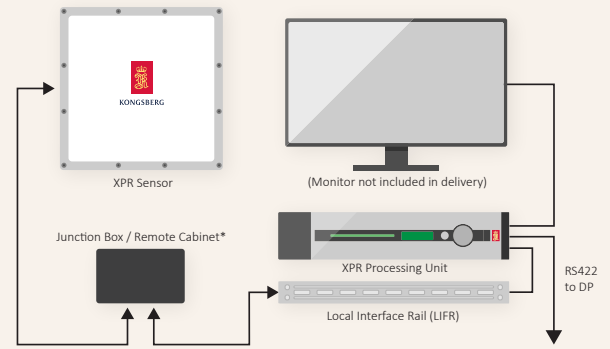 KONGSBERG
XPR Sensor
(Monitor not included in delivery)
Junction Box / Remote Cabinet*
XPR Processing Unit
RS422
to DP
Local Interface Rail (LIFR)